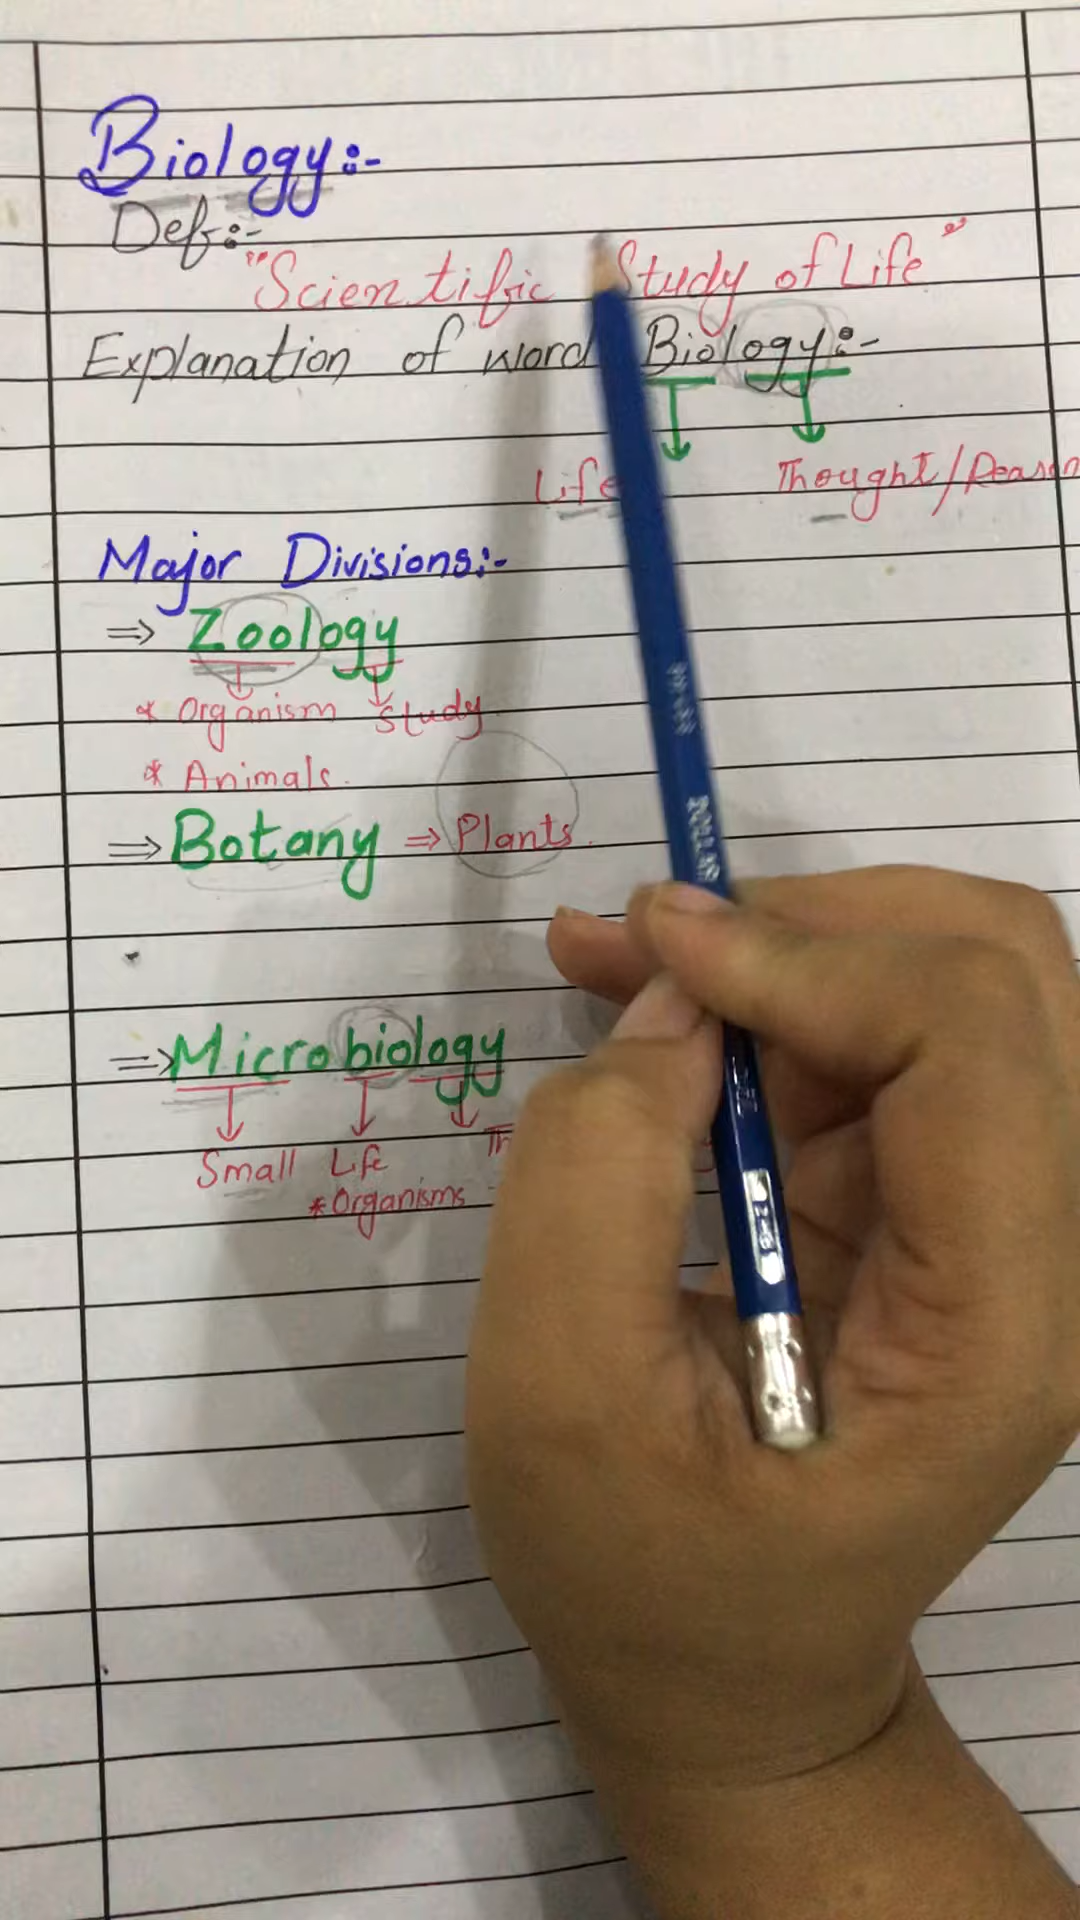 Biology:-
Def:-
"Scientific Study of Life"
Explanation of word Biology:-
Life Thought/Reason
Major Divisions:-
⇒ Zoology
* Organism Study
* Animals.
⇒ Botany ⇒ Plants.
⇒ Microbiology
Small Life
* Organisms